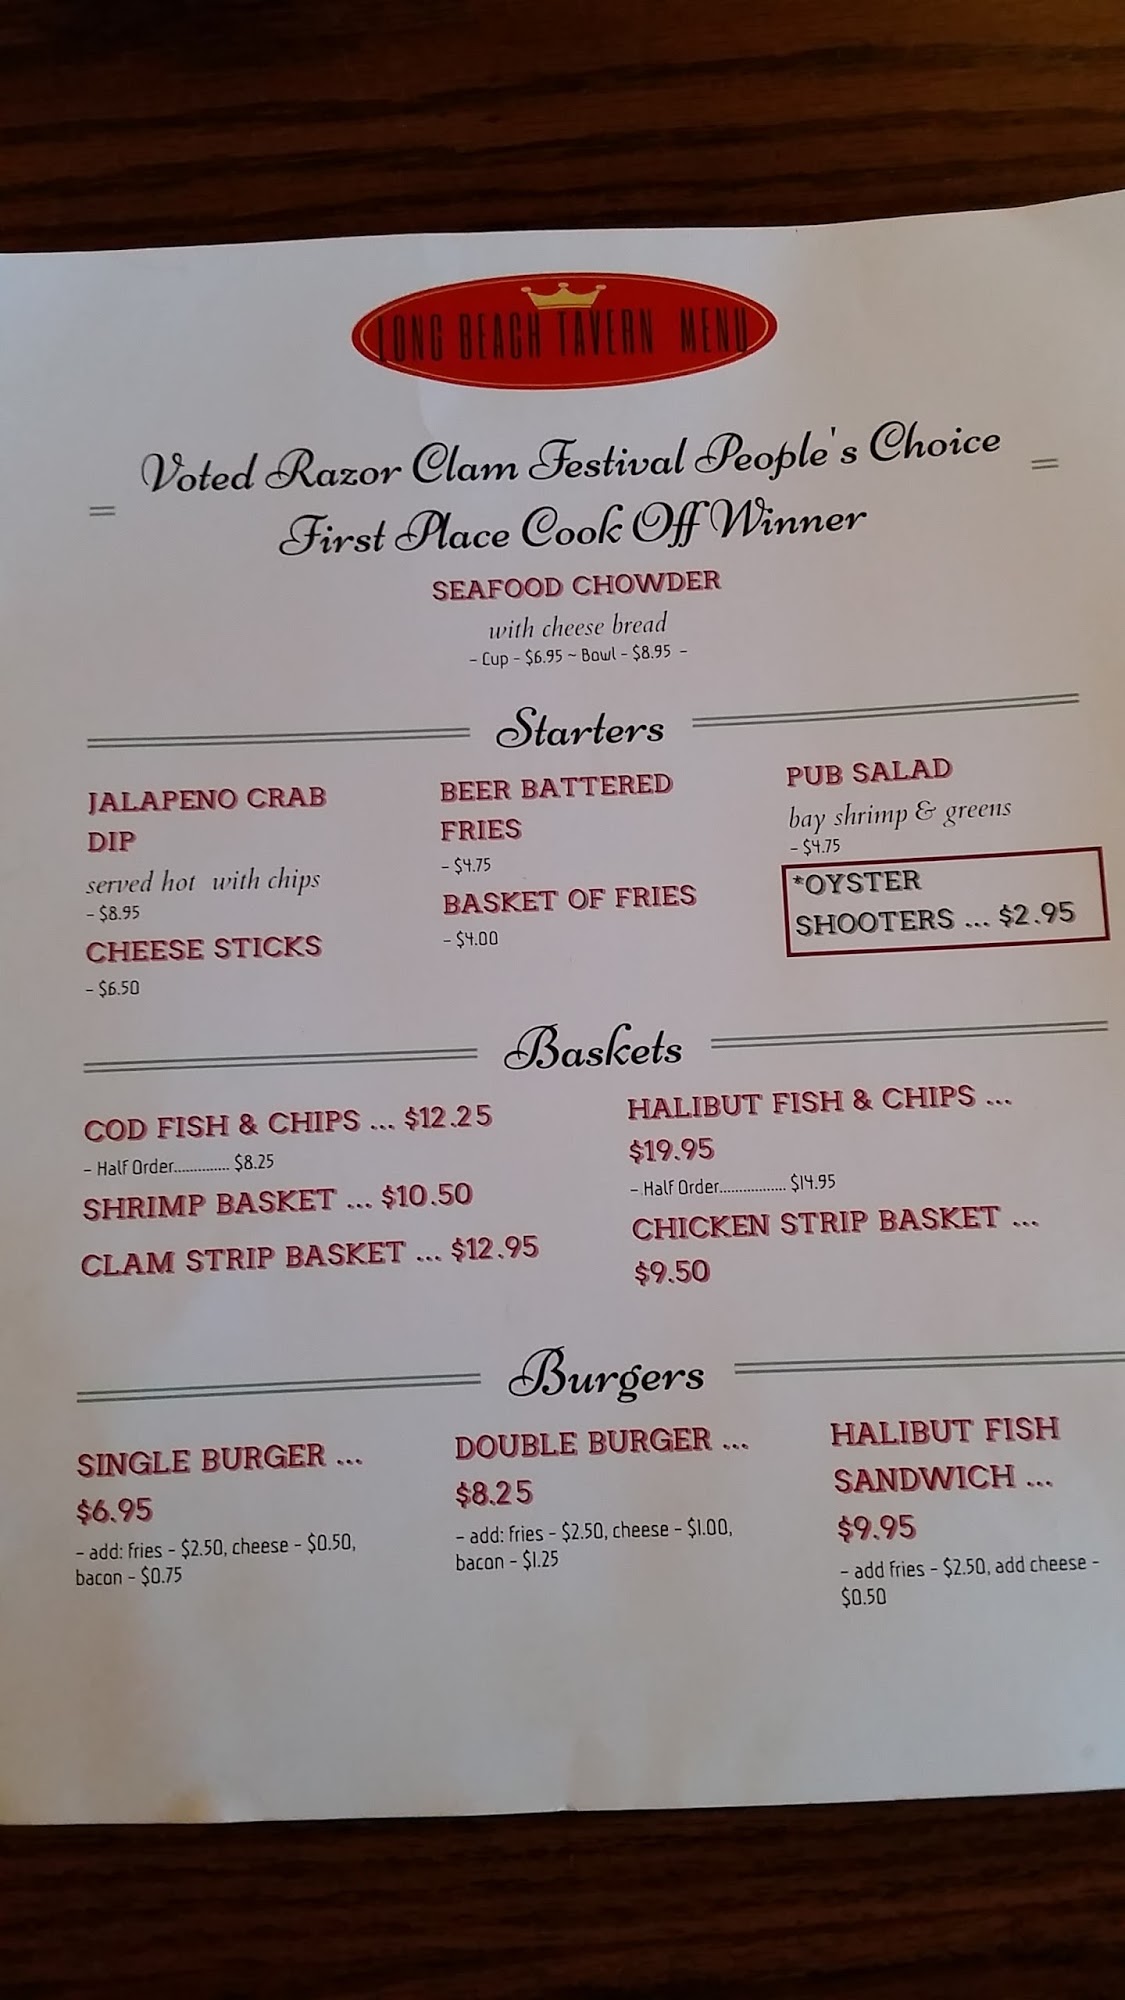 LONG BEACH TAVERN MENU
Voted Razor Clam Festival People's Choice
First Place Cook Off Winner
SEAFOOD CHOWDER
with cheese bread
- Cup - $6.95 ~ Bowl - $8.95 -
Starters
JALAPENO CRAB
DIP
served hot with chips
- $8.95
CHEESE STICKS
- $6.50
BEER BATTERED
FRIES
- $4.75
BASKET OF FRIES
- $4.00
PUB SALAD
bay shrimp & greens
- $4.75
*OYSTER
SHOOTERS ... $2.95
Baskets
COD FISH & CHIPS ... $12.25
- Half Order.............. $8.25
SHRIMP BASKET ... $10.50
CLAM STRIP BASKET ... $12.95
HALIBUT FISH & CHIPS ...
$19.95
- Half Order................. $14.95
CHICKEN STRIP BASKET ...
$9.50
Burgers
SINGLE BURGER ...
$6.95
- add: fries - $2.50, cheese - $0.50,
bacon - $0.75
DOUBLE BURGER ...
$8.25
- add: fries - $2.50, cheese - $1.00,
bacon - $1.25
HALIBUT FISH
SANDWICH ...
$9.95
- add fries - $2.50, add cheese -
$0.50